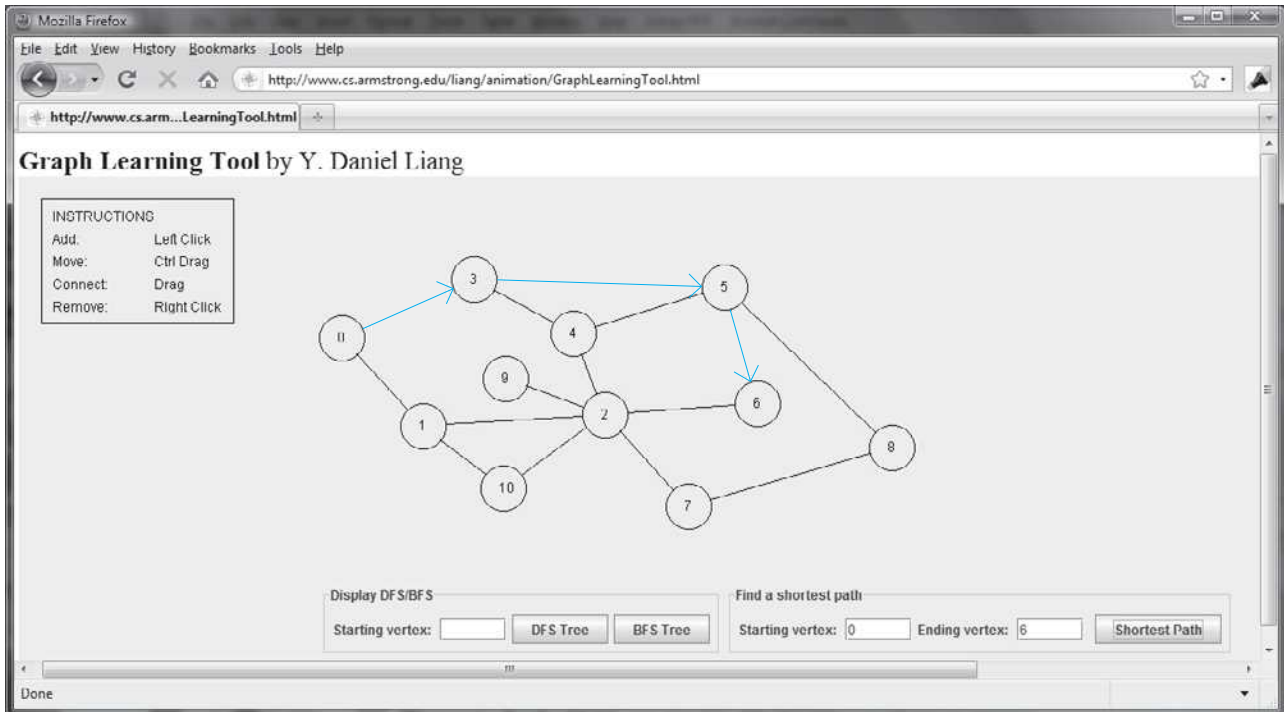 Mozilla Firefox
File Edit View History Bookmarks Tools Help
http://www.cs.armstrong.edu/liang/animation/GraphLearningTool.html
http://www.cs.arm...LearningTool.html
Graph Learning Tool by Y. Daniel Liang
INSTRUCTIONS
Add: Left Click
Move: Ctrl Drag
Connect: Drag
Remove: Right Click
3
5
4
0
9
6
2
1
8
10
7
Display DFS/BFS
Find a shortest path
Starting vertex: DFS Tree BFS Tree
Starting vertex: 0 Ending vertex: 6 Shortest Path
Done